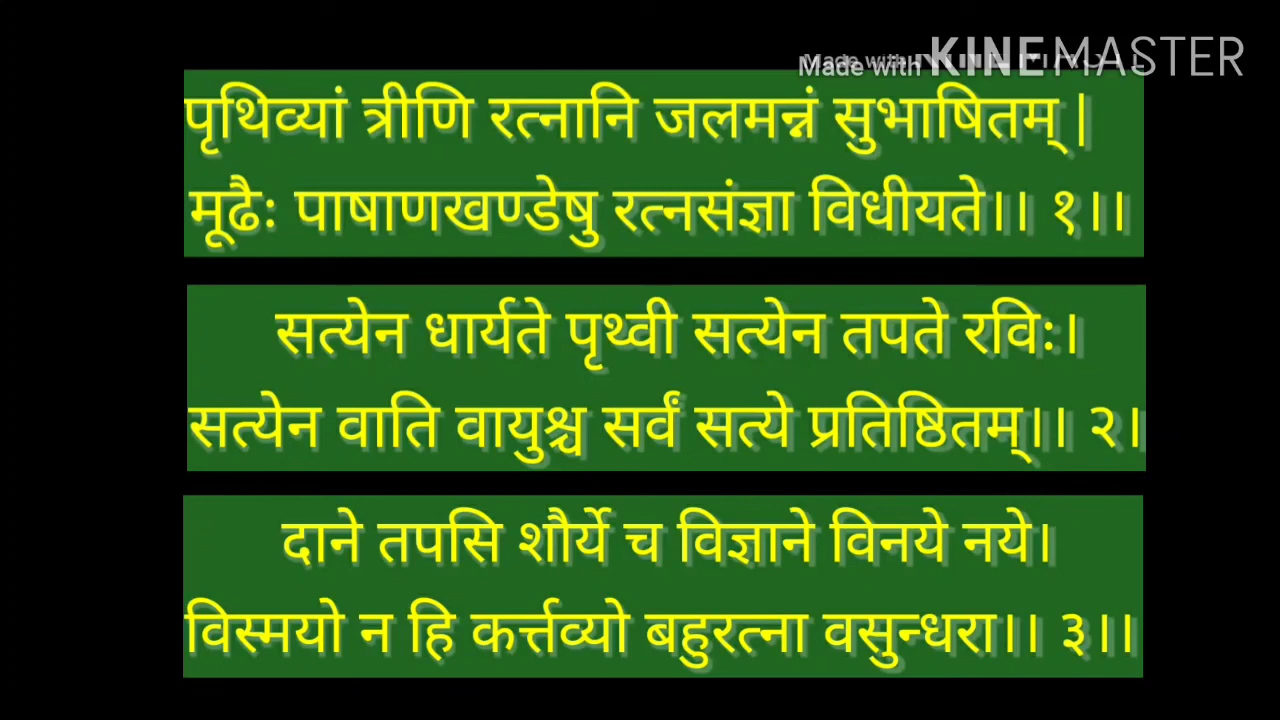 Made with KINEMASTER
पृथिव्यां त्रीणि रत्नानि जलमन्नं सुभाषितम् |
मूढैः पाषाणखण्डेषु रत्नसंज्ञा विधीयते।। १।।
सत्येन धार्यते पृथ्वी सत्येन तपते रविः।
सत्येन वाति वायुश्च सर्वं सत्ये प्रतिष्ठितम्।। २।
दाने तपसि शौर्ये च विज्ञाने विनये नये।
विस्मयो न हि कर्त्तव्यो बहुरत्ना वसुन्धरा।। ३।।